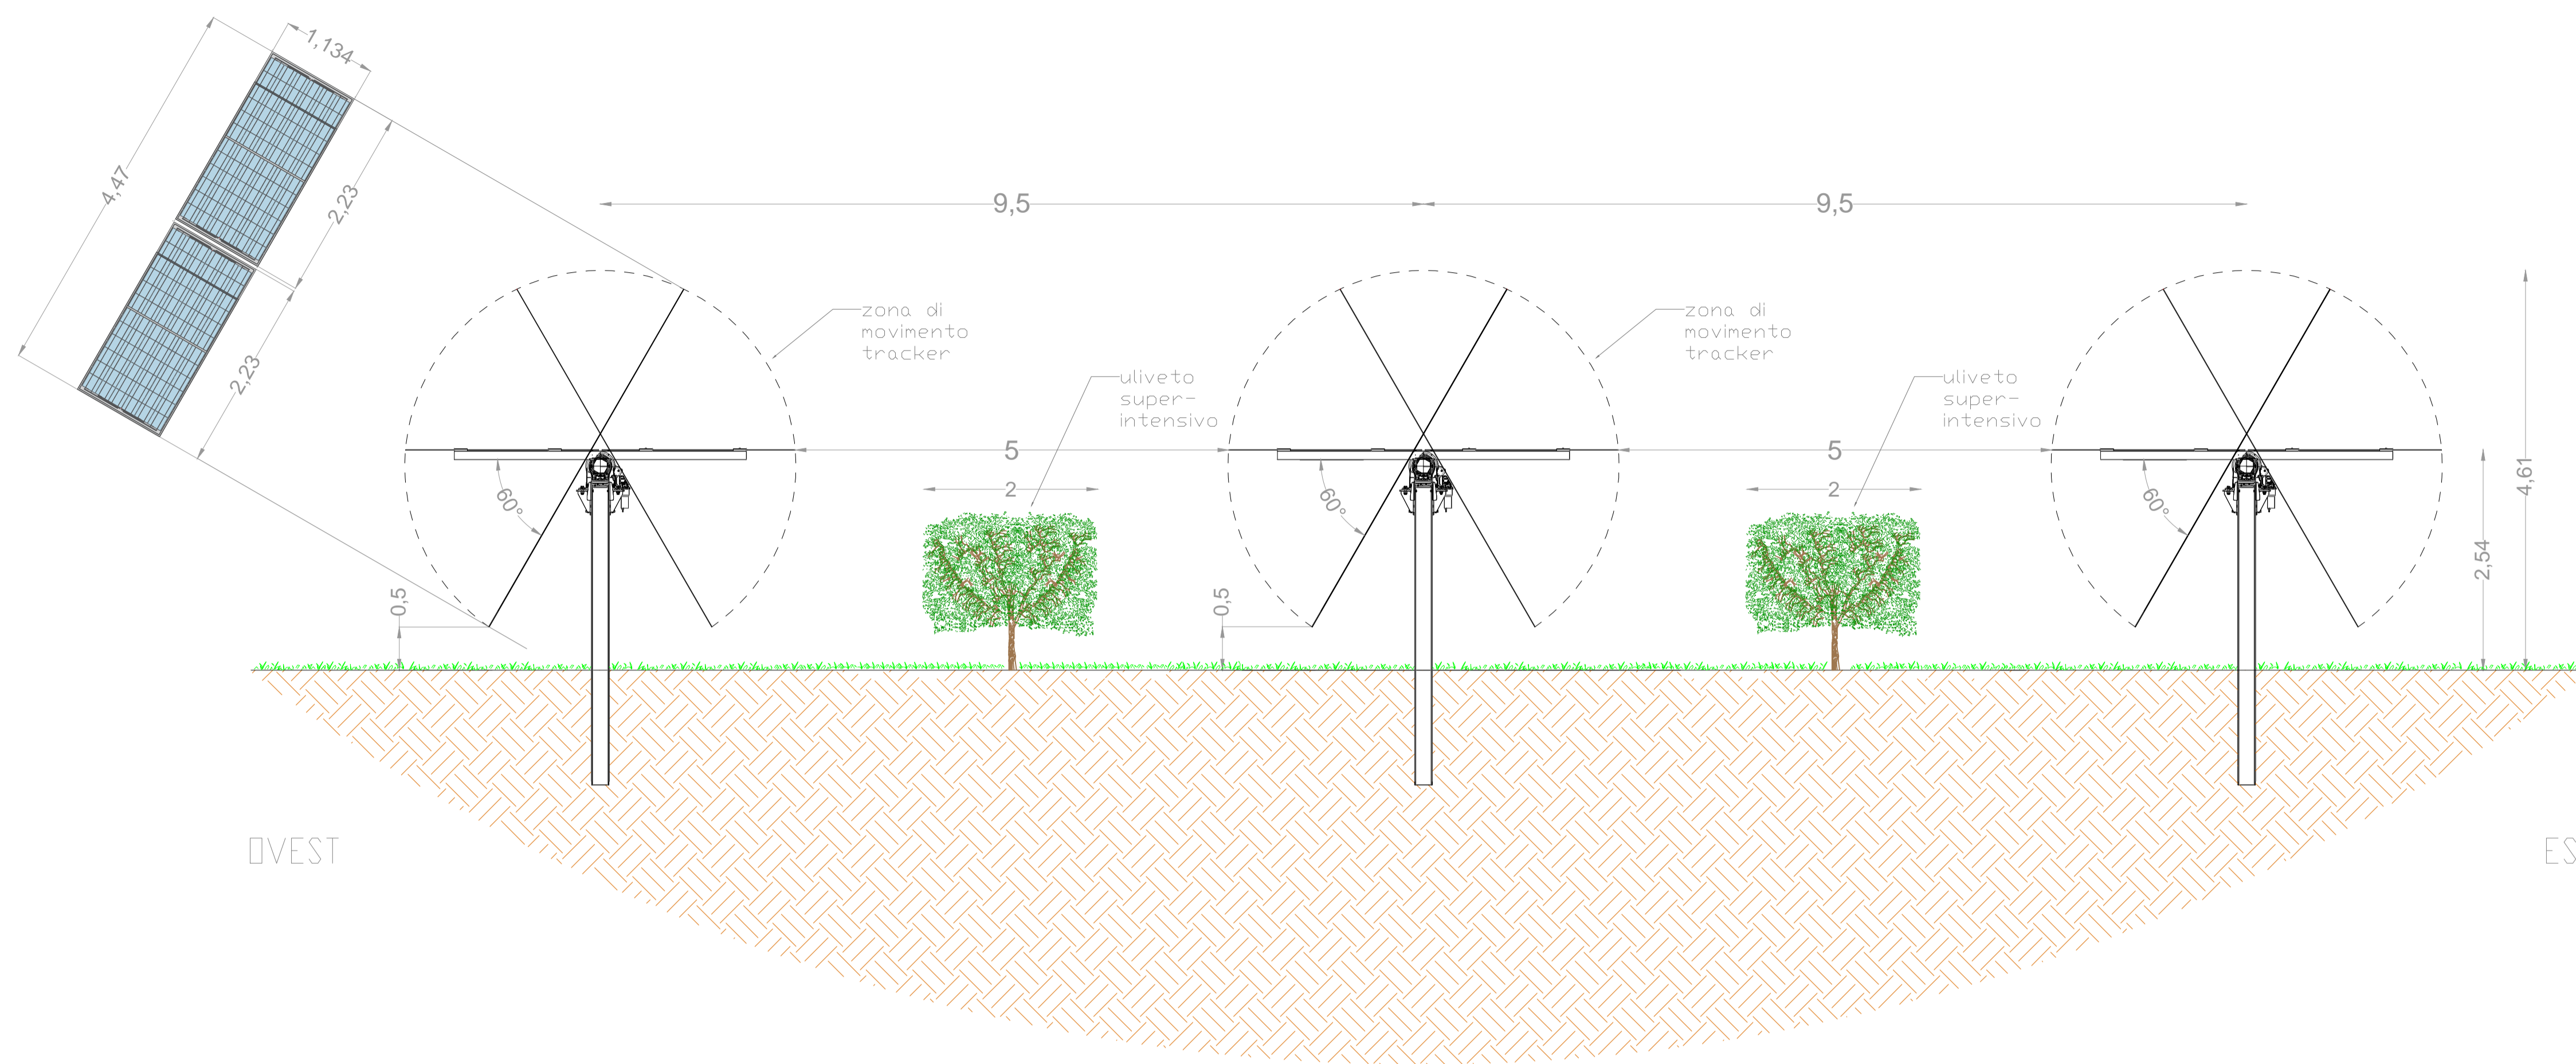 1,134
4,47
2,23
2,23
9,5
9,5
zona di
movimento
tracker
zona di
movimento
tracker
uliveto
super-
intensivo
uliveto
super-
intensivo
5
5
2
2
60°
60°
60°
0,5
0,5
4,61
2,54
OVEST
ES